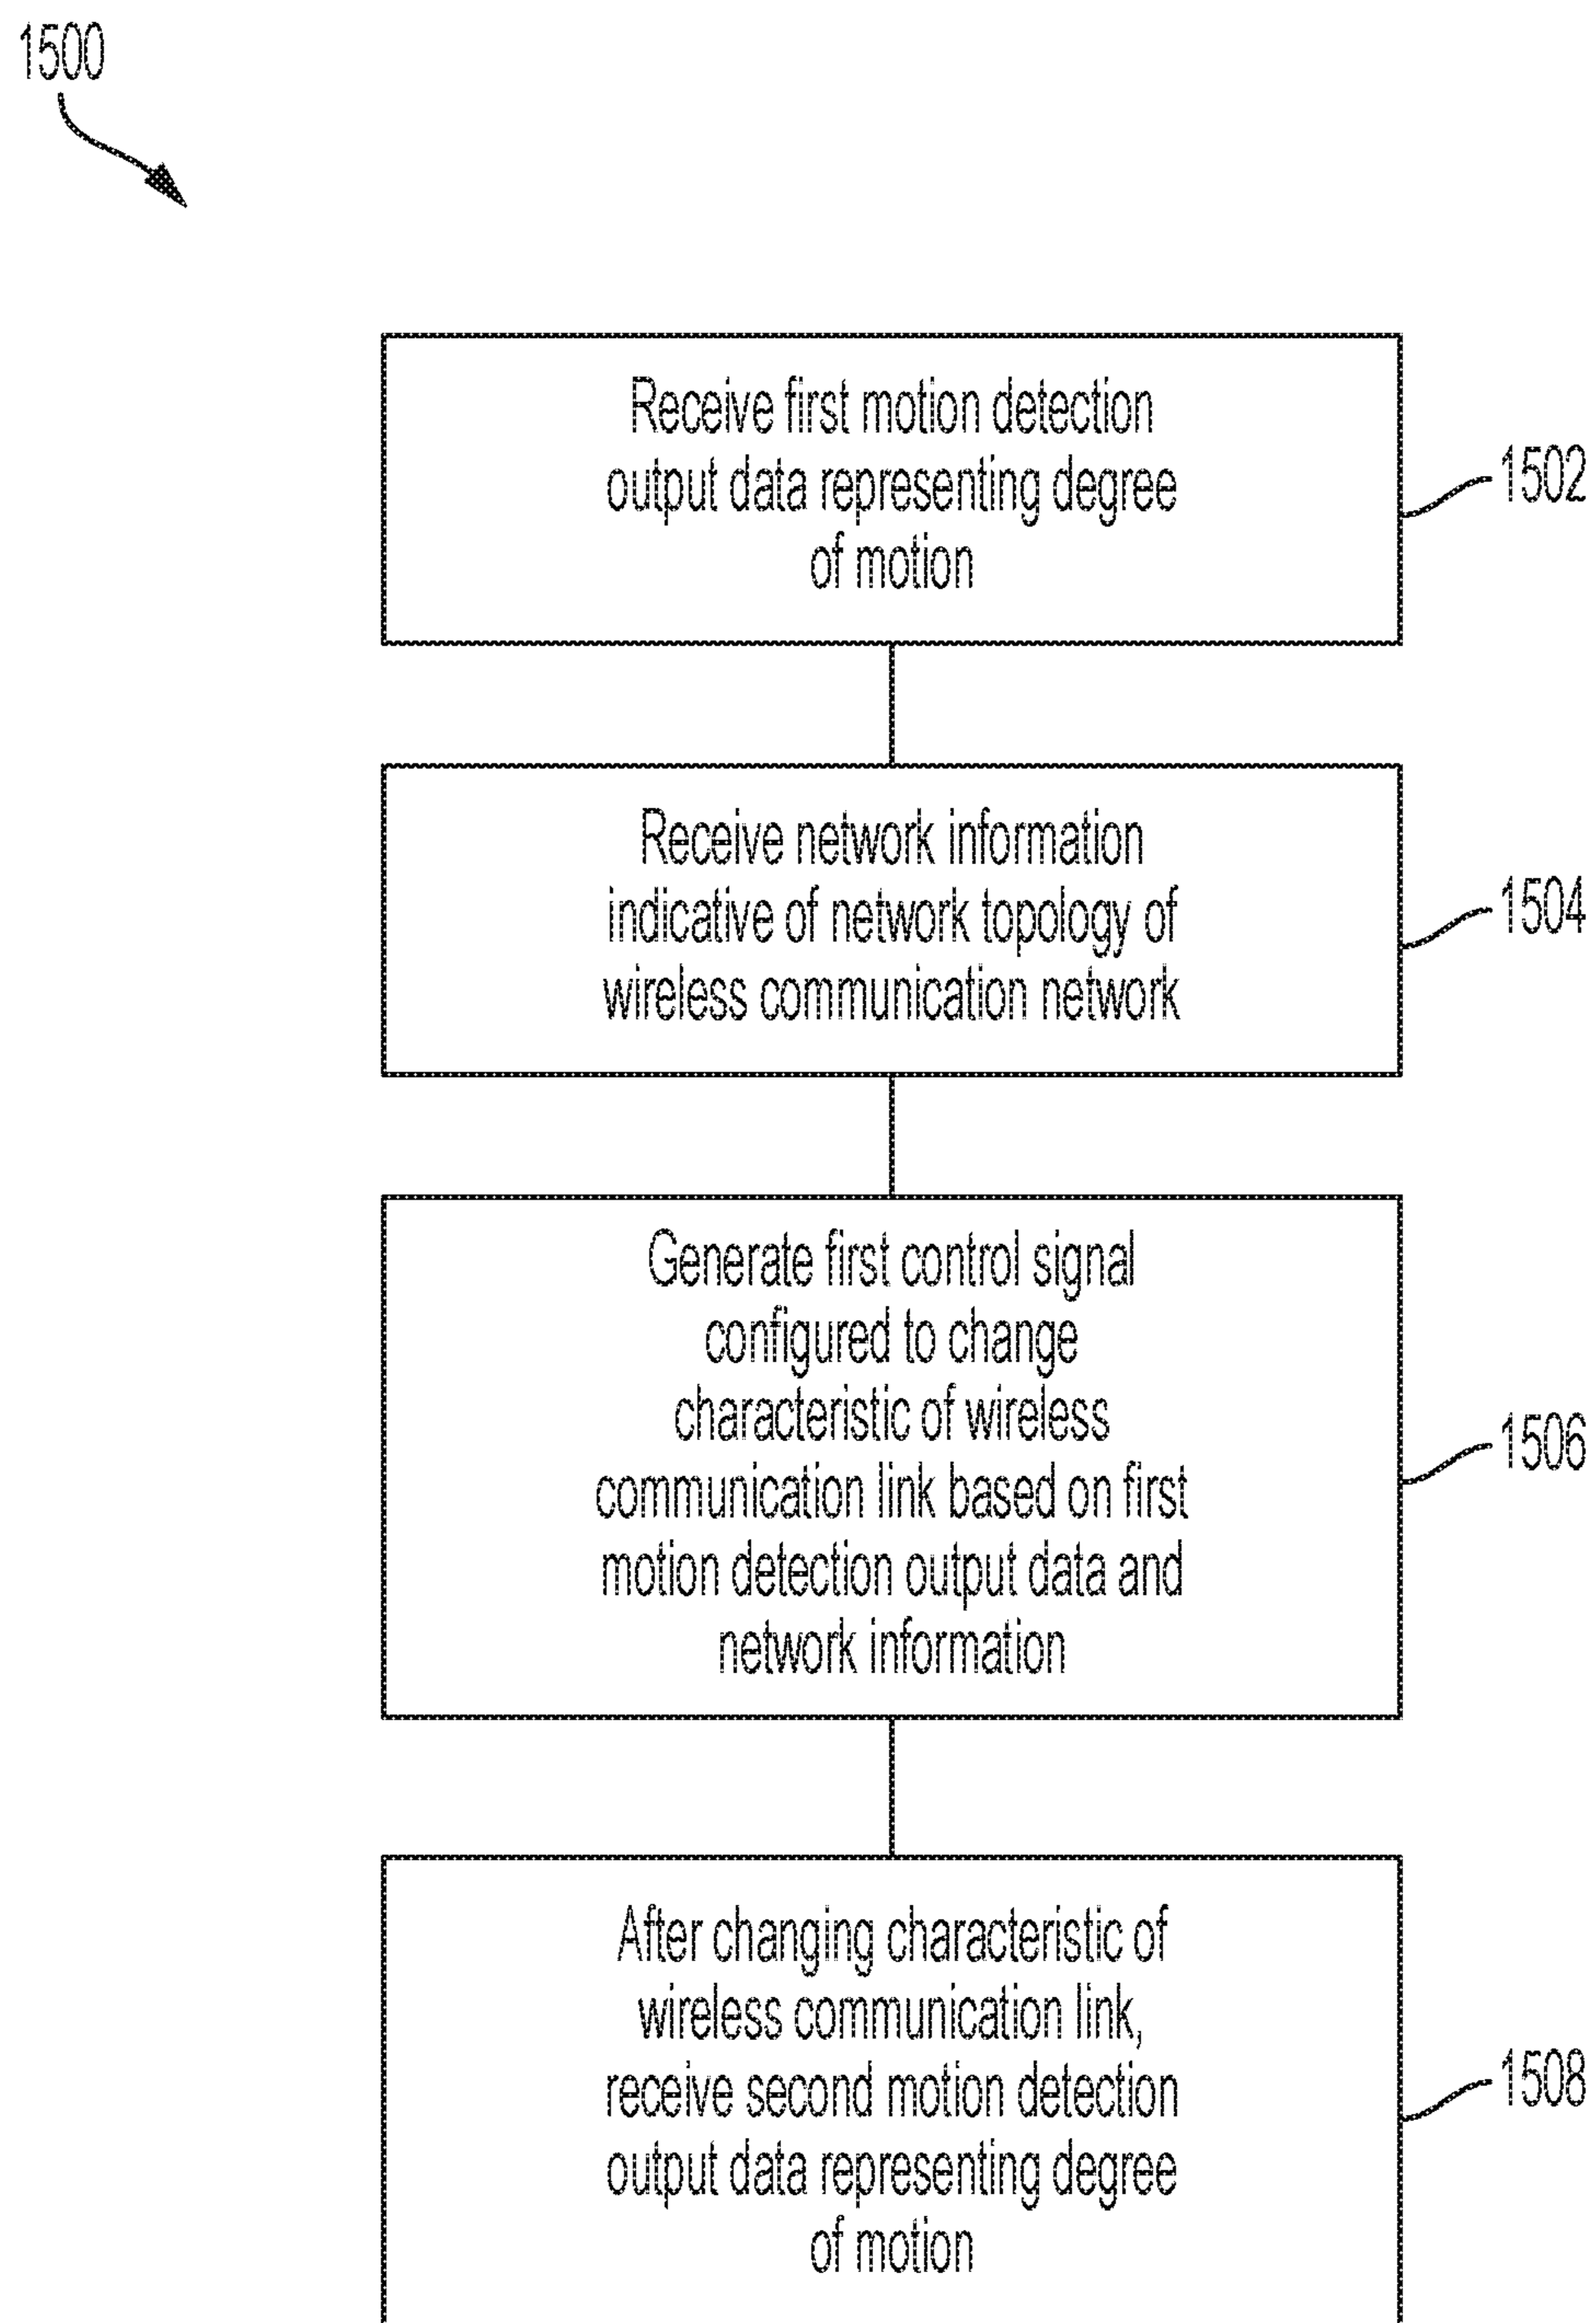 1500
Receive first motion detection
output data representing degree
of motion
1502
Receive network information
indicative of network topology of
wireless communication network
1504
Generate first control signal
configured to change
characteristic of wireless
communication link based on first
motion detection output data and
network information
1506
After changing characteristic of
wireless communication link,
receive second motion detection
output data representing degree
of motion
1508